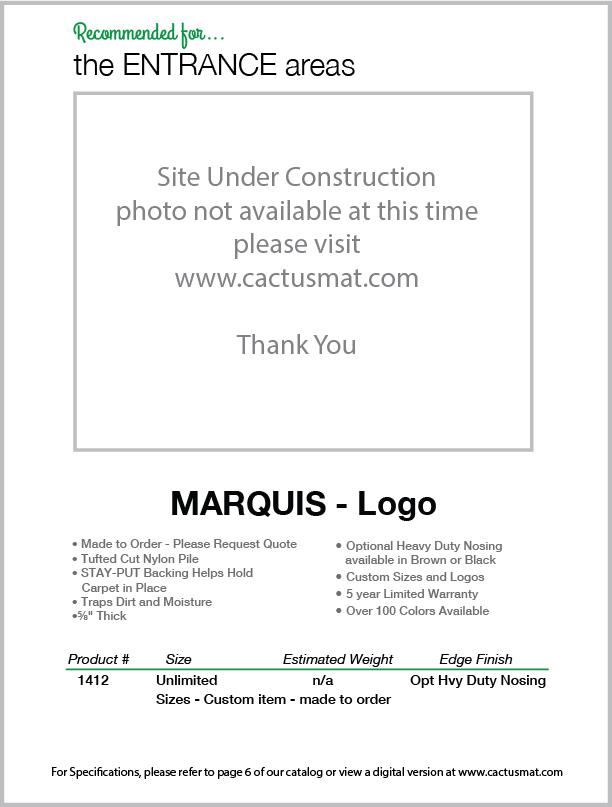 Recommended for...
the ENTRANCE areas
Site Under Construction
photo not available at this time
please visit
www.cactusmat.com
Thank You
MARQUIS - Logo
• Made to Order - Please Request Quote
• Tufted Cut Nylon Pile
• STAY-PUT Backing Helps Hold
Carpet in Place
• Traps Dirt and Moisture
•⅝" Thick
• Optional Heavy Duty Nosing
available in Brown or Black
• Custom Sizes and Logos
• 5 year Limited Warranty
• Over 100 Colors Available
Product # Size Estimated Weight Edge Finish
1412 Unlimited n/a Opt Hvy Duty Nosing
Sizes - Custom item - made to order
For Specifications, please refer to page 6 of our catalog or view a digital version at www.cactusmat.com